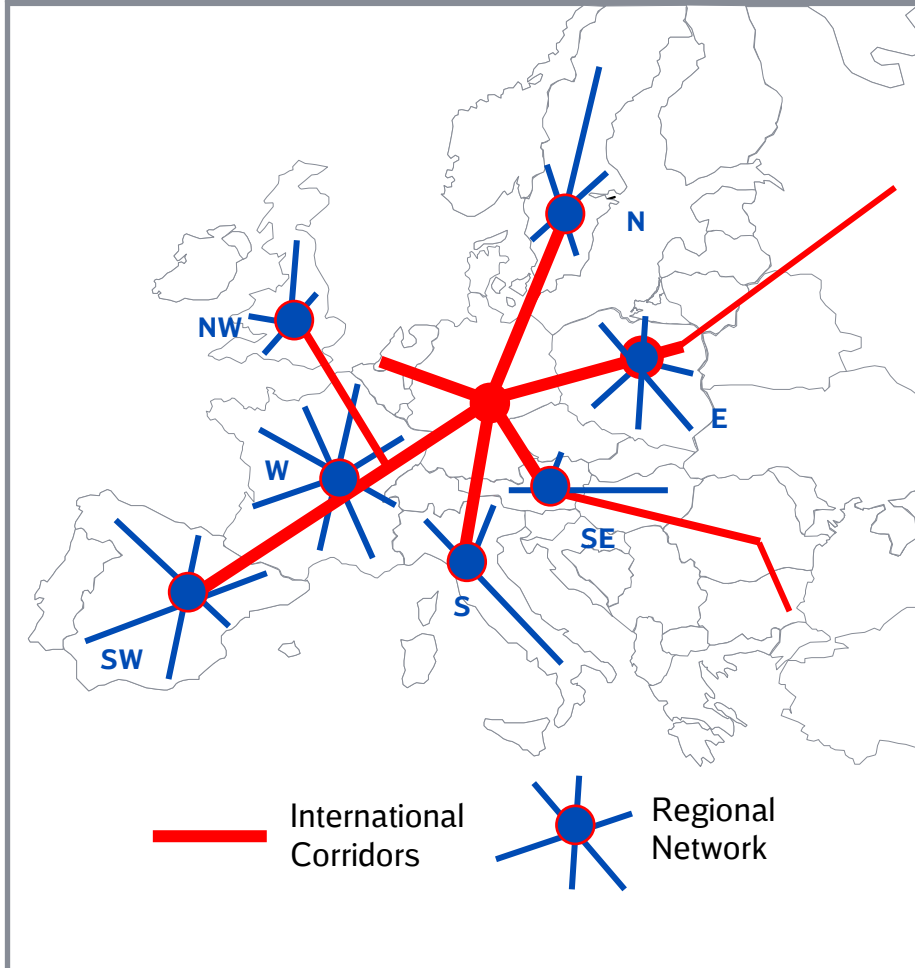 N
NW
E
W
SE
S
SW
International
Corridors
Regional
Network